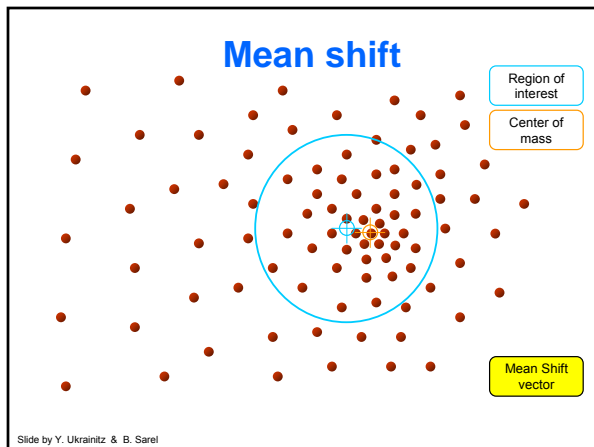 Mean shift
Region of
interest
Center of
mass
Mean Shift
vector
Slide by Y. Ukrainitz & B. Sarel